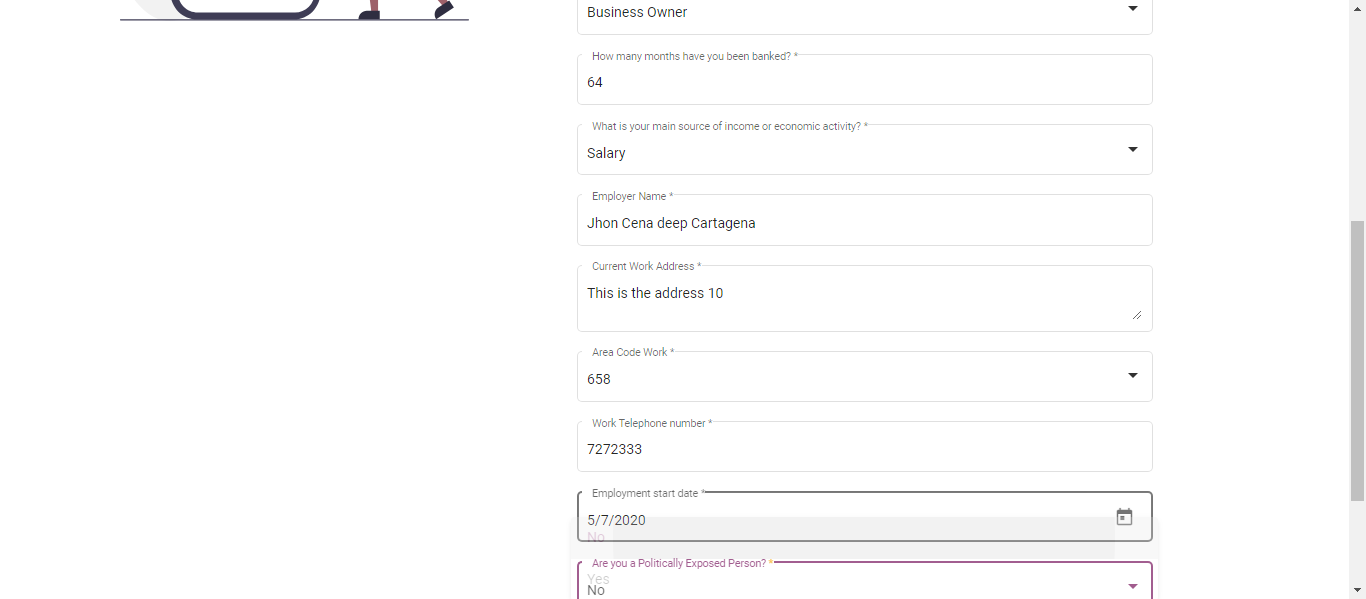 Business Owner
How many months have you been banked? *
64
What is your main source of income or economic activity? *
Salary
Employer Name *
Jhon Cena deep Cartagena
Current Work Address *
This is the address 10
Area Code Work *
658
Work Telephone number *
7272333
Employment start date *
5/7/2020
No
Are you a Politically Exposed Person? *
Yes
No